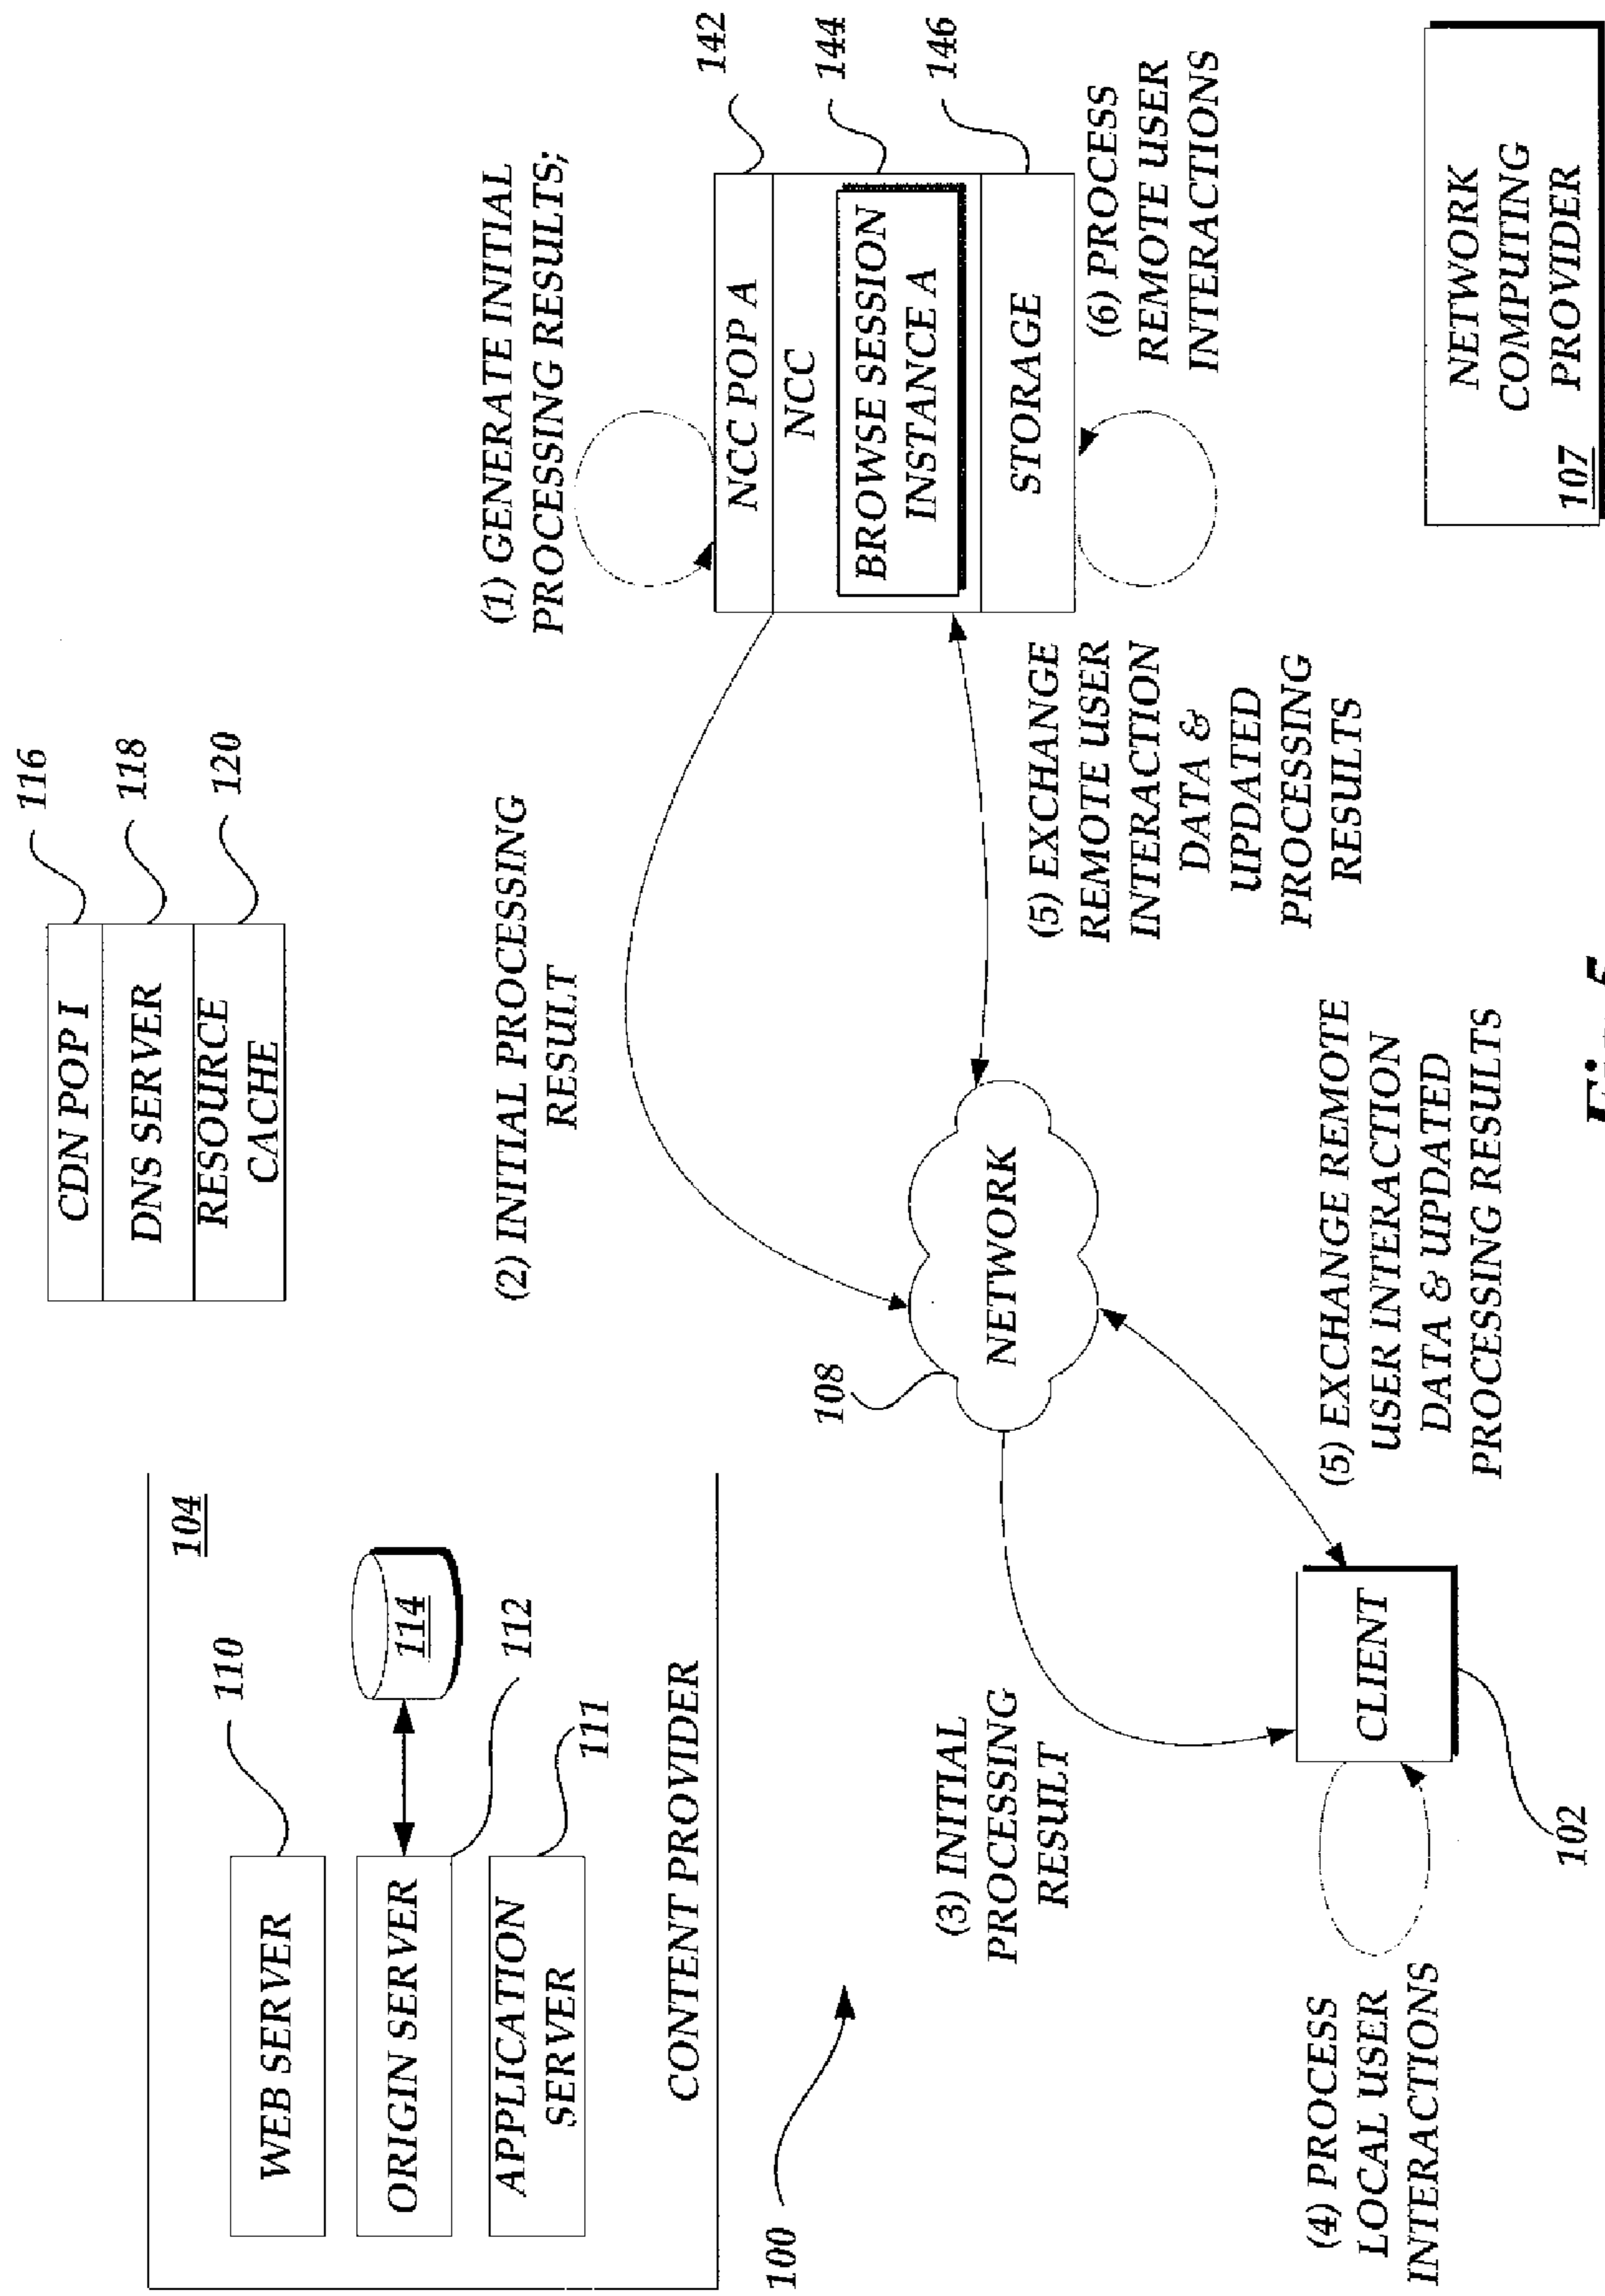 104
110
WEB SERVER
ORIGIN SERVER
114
112
APPLICATION
SERVER
111
CONTENT PROVIDER
116
CDN POP I
118
DNS SERVER
120
RESOURCE
CACHE
(1) GENERATE INITIAL
PROCESSING RESULTS;
142
NCC POP A
NCC
144
BROWSE SESSION
INSTANCE A
146
STORAGE
(6) PROCESS
REMOTE USER
INTERACTIONS
(2) INITIAL PROCESSING
RESULT
100
108
NETWORK
(3) INITIAL
PROCESSING
RESULT
(5) EXCHANGE
REMOTE USER
INTERACTION
DATA &
UPDATED
PROCESSING
RESULTS
(4) PROCESS
LOCAL USER
INTERACTIONS
CLIENT
102
(5) EXCHANGE REMOTE
USER INTERACTION
DATA & UPDATED
PROCESSING RESULTS
NETWORK
COMPUTING
PROVIDER
107